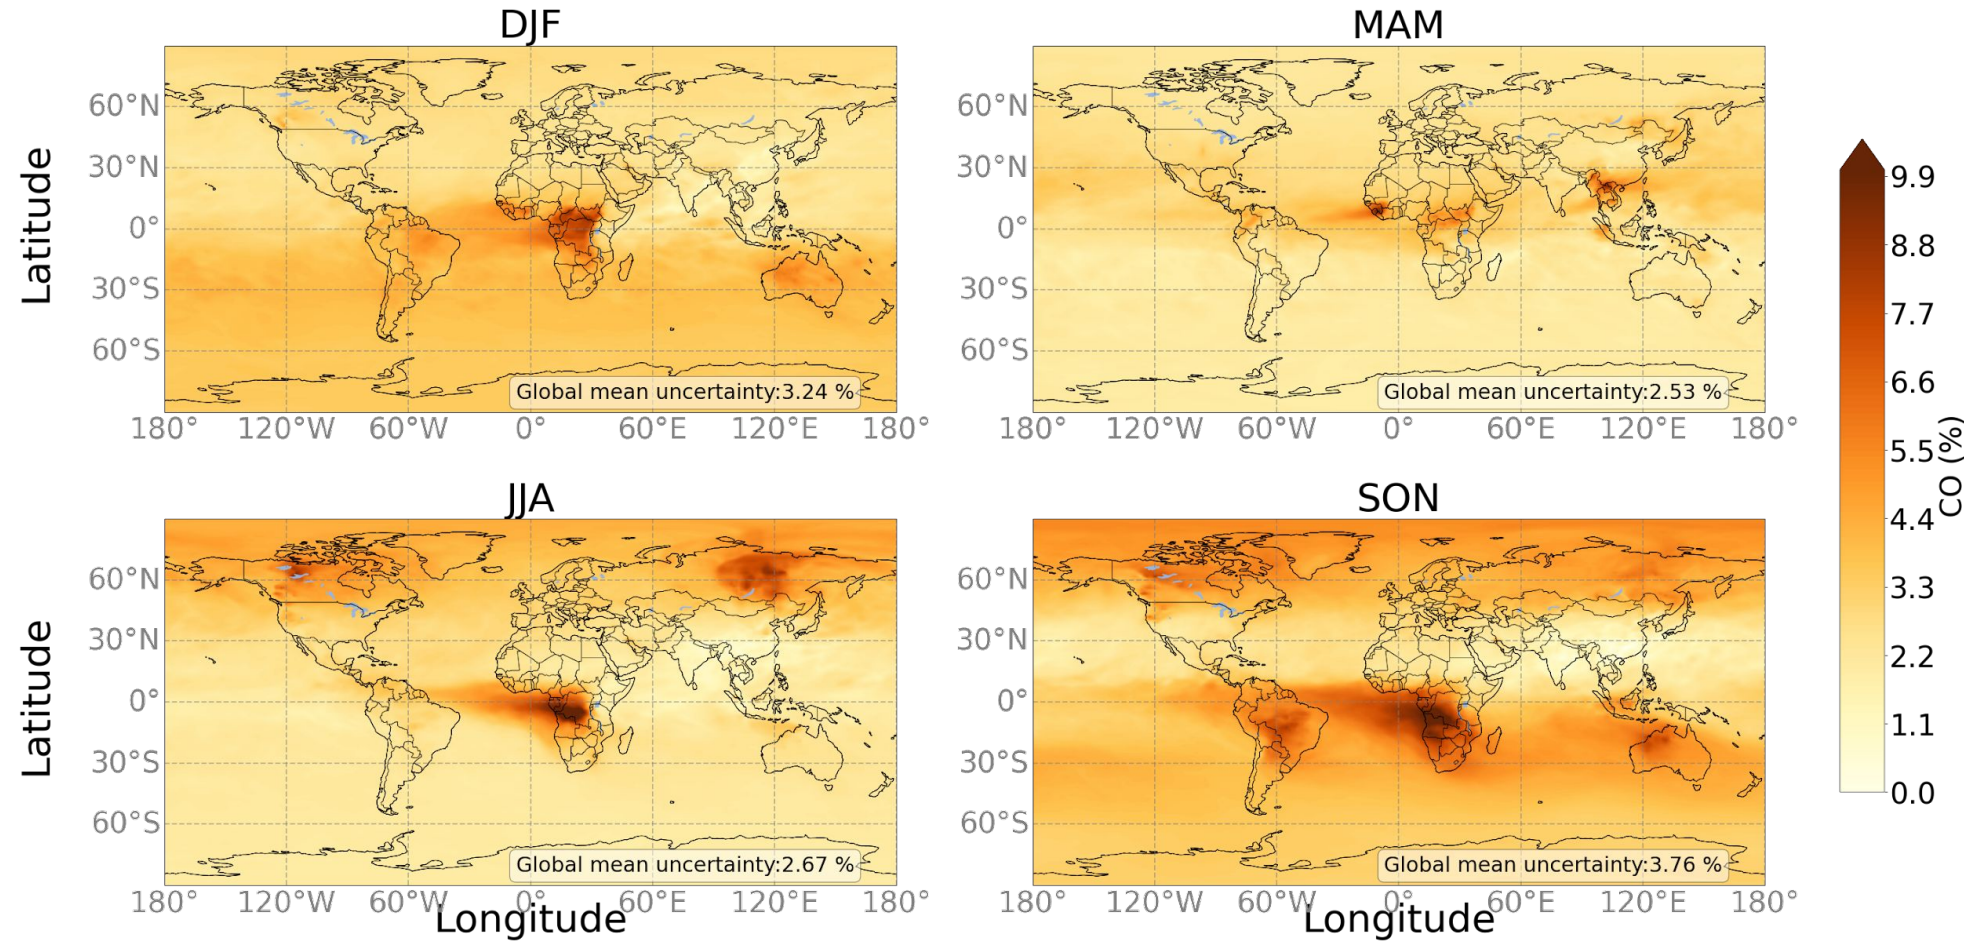 DJF
MAM
Latitude
60°N
30°N
0°
30°S
60°S
Global mean uncertainty:3.24 %
180° 120°W 60°W 0° 60°E 120°E 180°
60°N
30°N
0°
30°S
60°S
Global mean uncertainty:2.53 %
180° 120°W 60°W 0° 60°E 120°E 180°
JJA
SON
Latitude
60°N
30°N
0°
30°S
60°S
Global mean uncertainty:2.67 %
180° 120°W 60°W 0° 60°E 120°E 180°
Longitude
60°N
30°N
0°
30°S
60°S
Global mean uncertainty:3.76 %
180° 120°W 60°W 0° 60°E 120°E 180°
Longitude
9.9
8.8
7.7
6.6
5.5
4.4
3.3
2.2
1.1
0.0
CO (%)